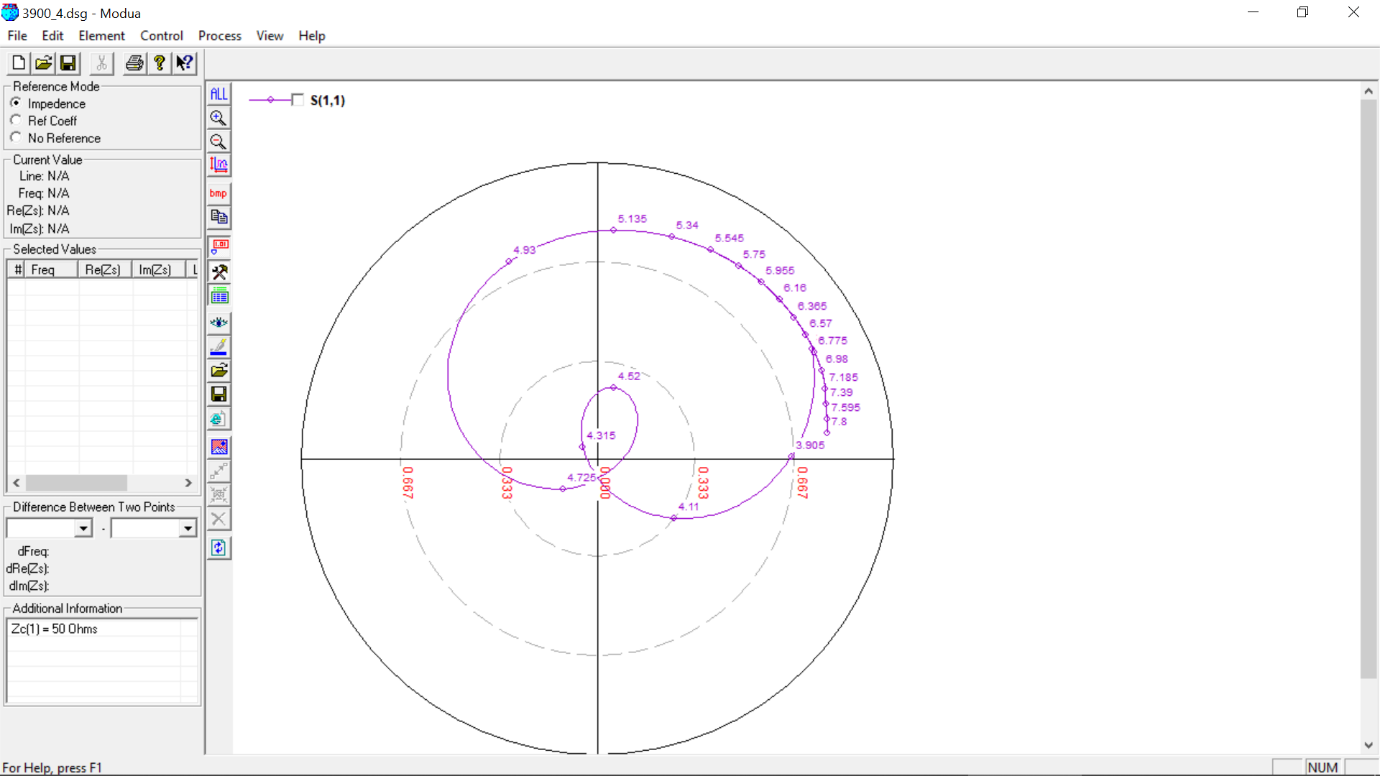 3900_4.dsg - Modua
File Edit Element Control Process View Help
Reference Mode
Impedence
Ref Coeff
No Reference
Current Value
Line: N/A
Freq: N/A
Re(Zs): N/A
Im(Zs): N/A
Selected Values
# Freq Re(Zs) Im(Zs) L
Difference Between Two Points
-
dFreq:
dRe(Zs):
dIm(Zs):
Additional Information
Zc(1) = 50 Ohms
ALL
bmp
S(1,1)
5.135
5.34
4.93
5.545
5.75
5.955
6.16
6.365
6.57
6.775
6.98
7.185
7.39
7.595
7.8
4.52
4.315
3.905
4.725
4.11
0.667
0.333
0.000
0.333
0.667
For Help, press F1
NUM